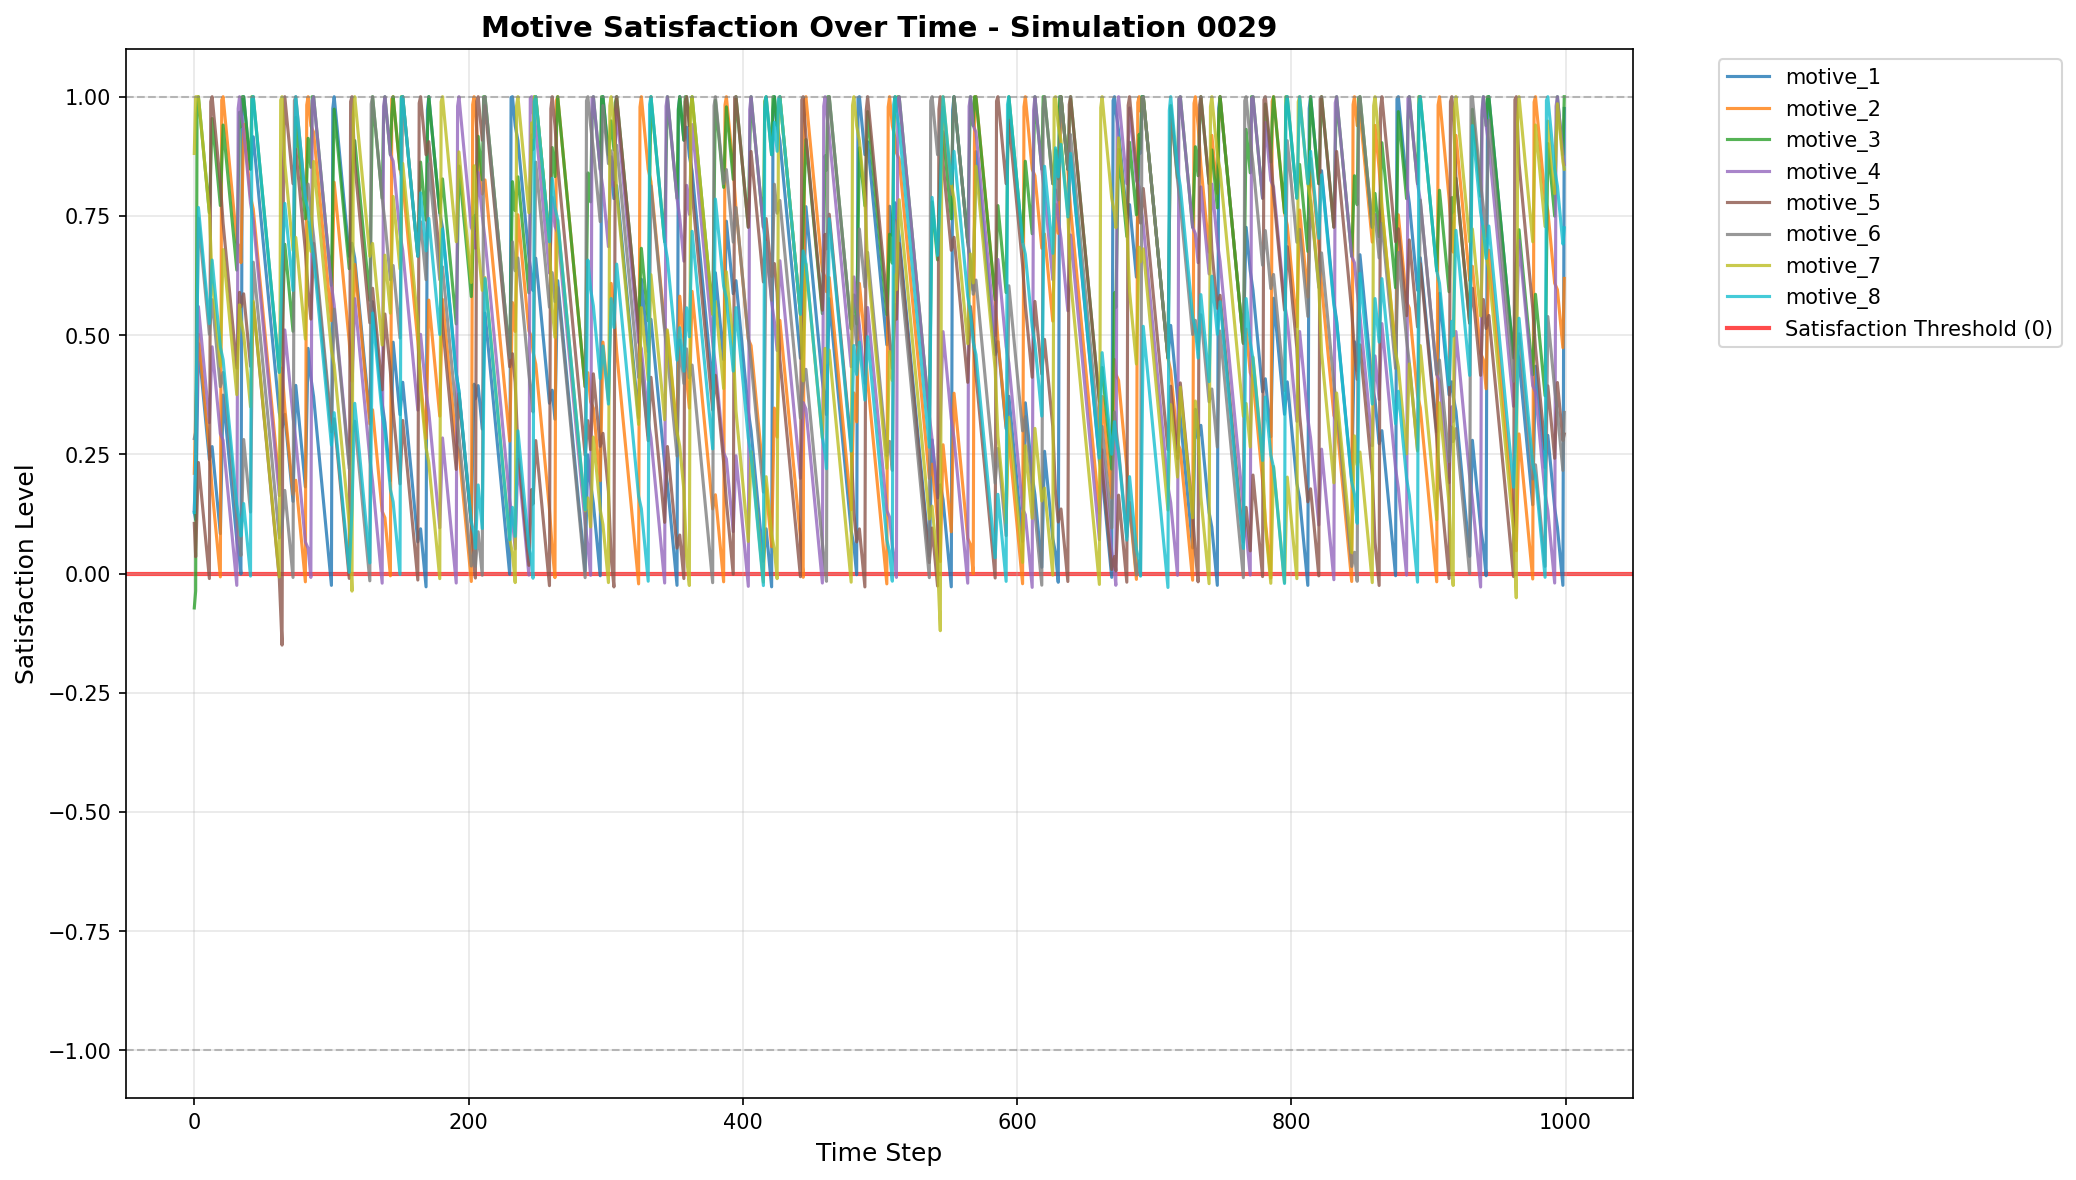 Motive Satisfaction Over Time - Simulation 0029
Satisfaction Level
1.00
0.75
0.50
0.25
0.00
−0.25
−0.50
−0.75
−1.00
0
200
400
600
800
1000
Time Step
motive_1
motive_2
motive_3
motive_4
motive_5
motive_6
motive_7
motive_8
Satisfaction Threshold (0)